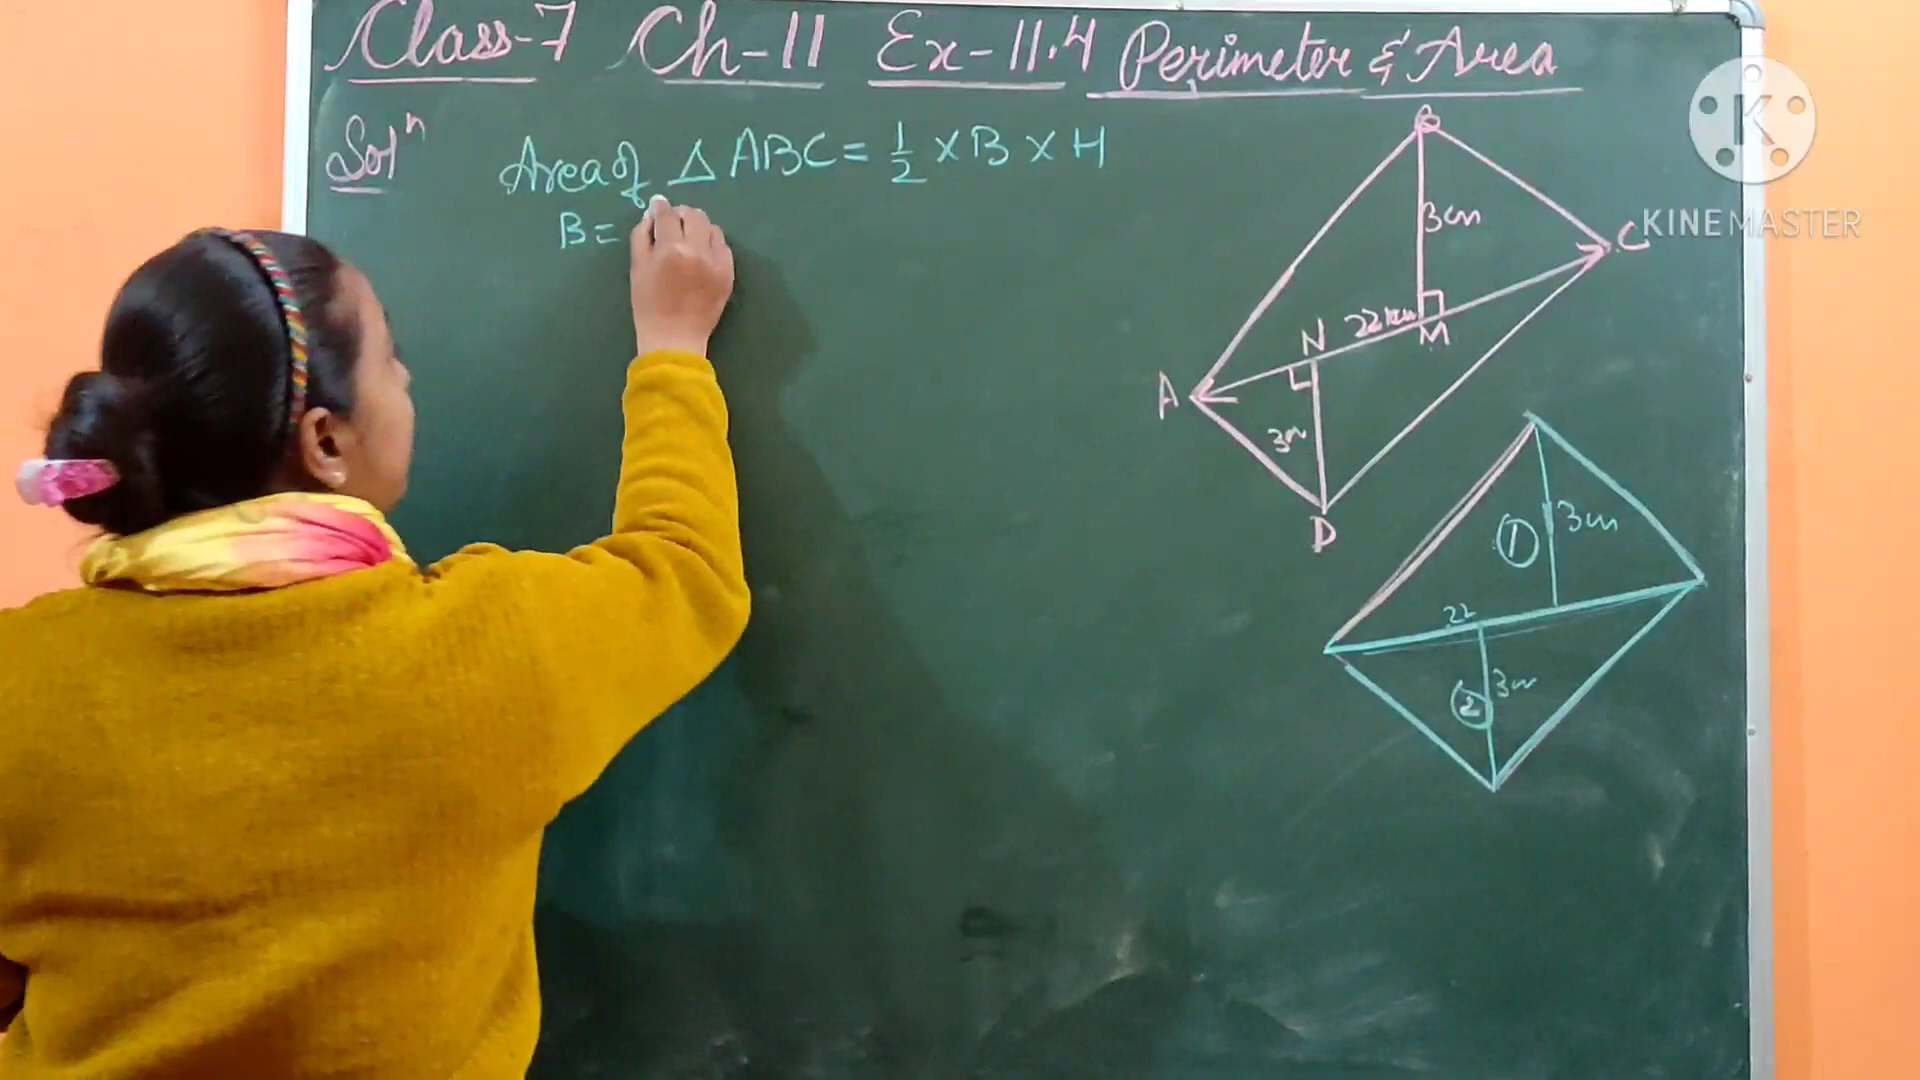 Class-7 Ch-11 Ex-11.4 Perimeter & Area
Solⁿ
Area of △ ABC = 1/2 × B × H
B =
B
3cm
C
22cm
N
M
A
3cm
D
① 3cm
22
② 3cm
K
KINEMASTER